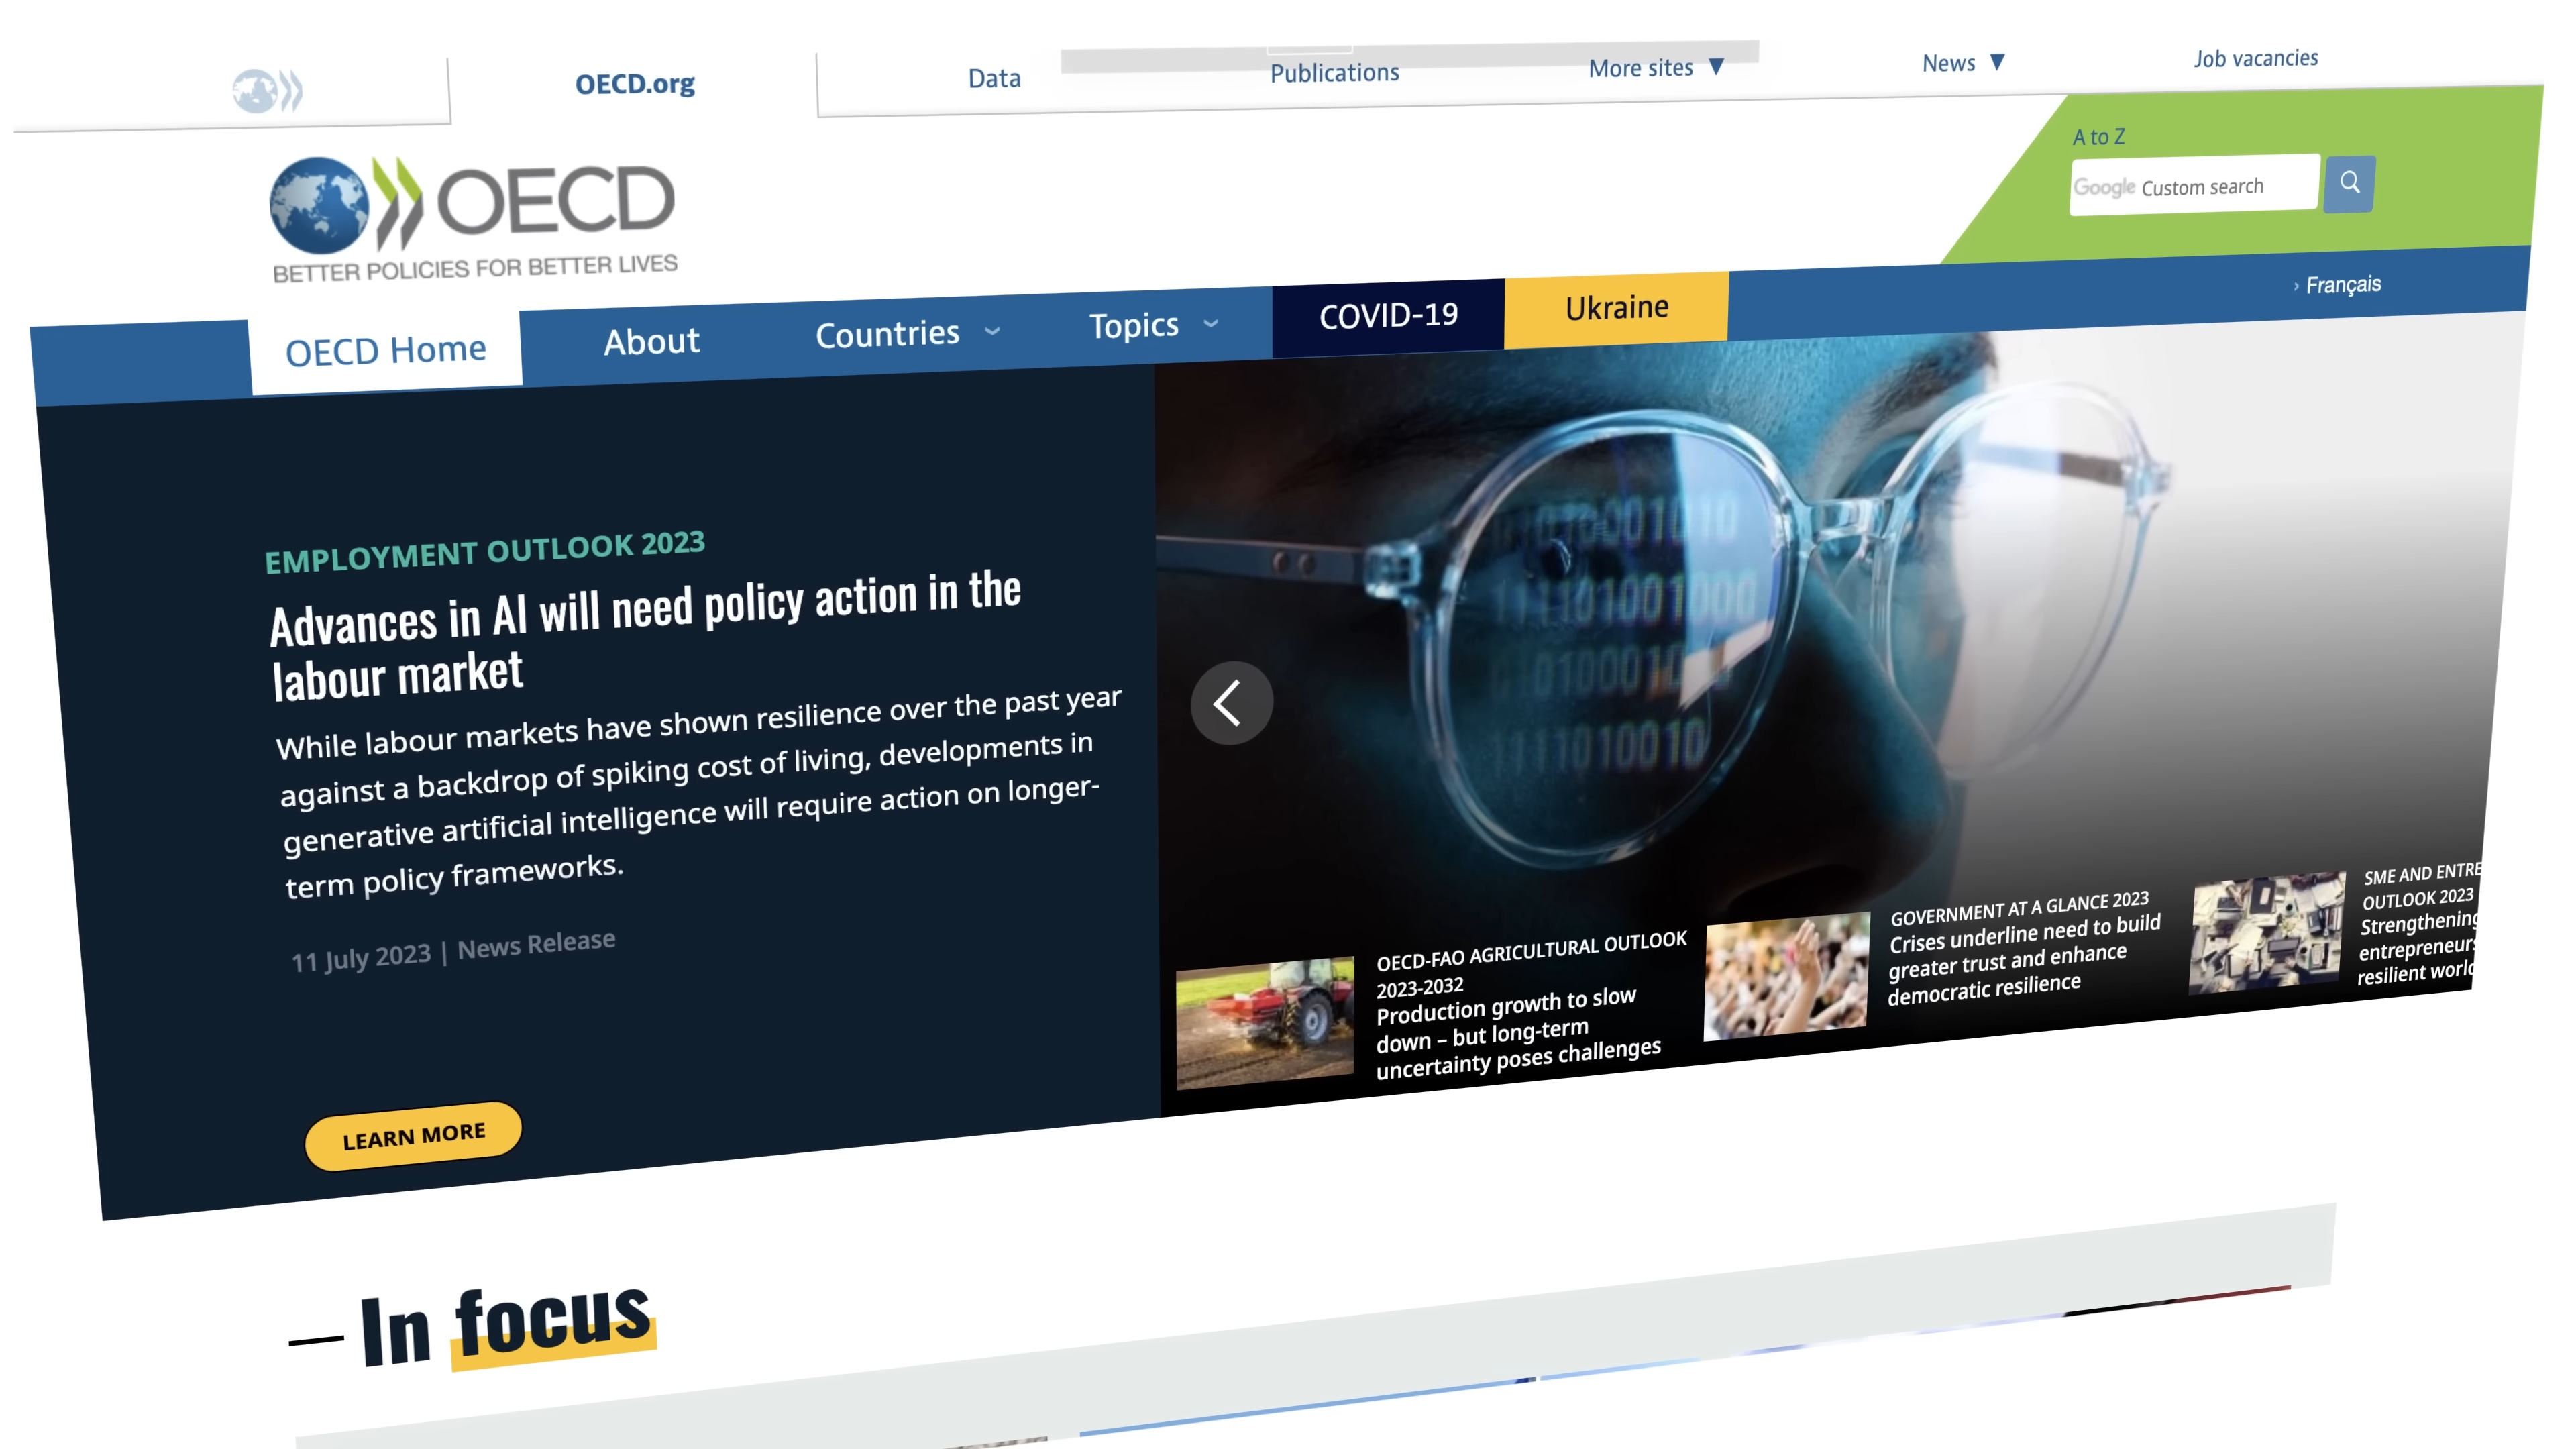 OECD.org
Data
Publications
More sites ▼
News ▼
Job vacancies
OECD
BETTER POLICIES FOR BETTER LIVES
A to Z
Google Custom search
OECD Home
About
Countries
Topics
COVID-19
Ukraine
› Français
EMPLOYMENT OUTLOOK 2023
Advances in AI will need policy action in the
labour market
While labour markets have shown resilience over the past year
against a backdrop of spiking cost of living, developments in
generative artificial intelligence will require action on longer-
term policy frameworks.
11 July 2023 | News Release
LEARN MORE
OECD-FAO AGRICULTURAL OUTLOOK
2023-2032
Production growth to slow
down – but long-term
uncertainty poses challenges
GOVERNMENT AT A GLANCE 2023
Crises underline need to build
greater trust and enhance
democratic resilience
SME AND
OUTLOOK 2023
Strengthening
resilient
In focus